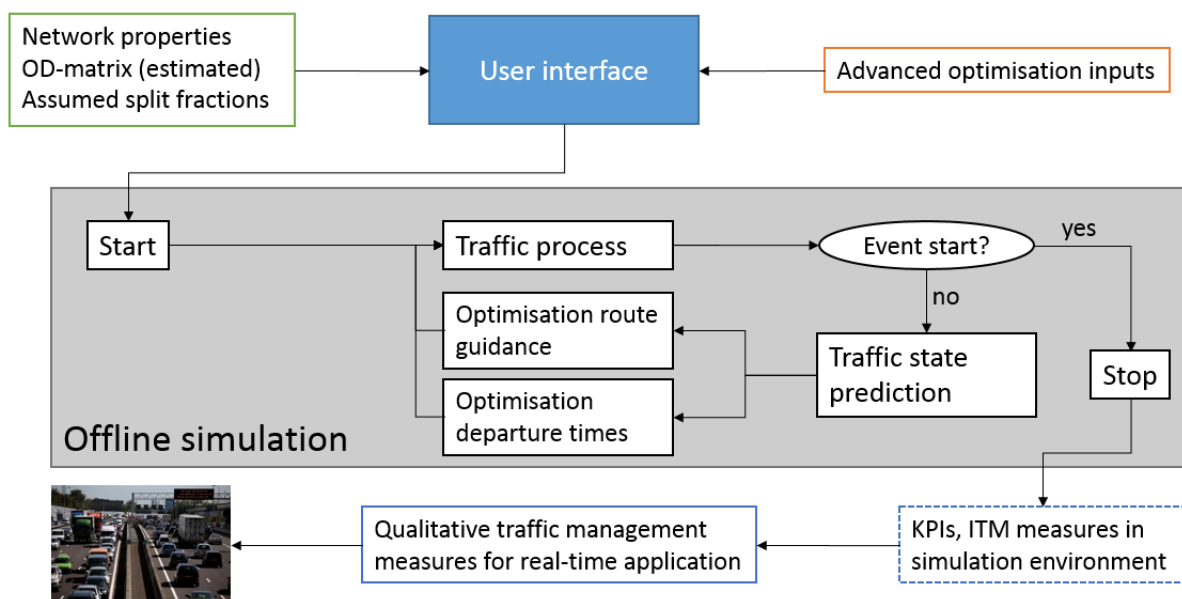 Network properties
OD-matrix (estimated)
Assumed split fractions
User interface
Advanced optimisation inputs
Start
Traffic process
Event start?
yes
no
Optimisation route
guidance
Traffic state
prediction
Stop
Optimisation
departure times
Offline simulation
Qualitative traffic management
measures for real-time application
KPIs, ITM measures in
simulation environment